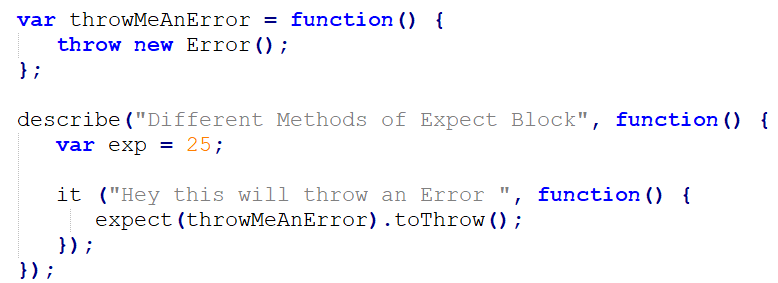 var throwMeAnError = function() {
   throw new Error();
};

describe("Different Methods of Expect Block", function() {
   var exp = 25;

   it ("Hey this will throw an Error ", function() {
      expect(throwMeAnError).toThrow();
   });
});